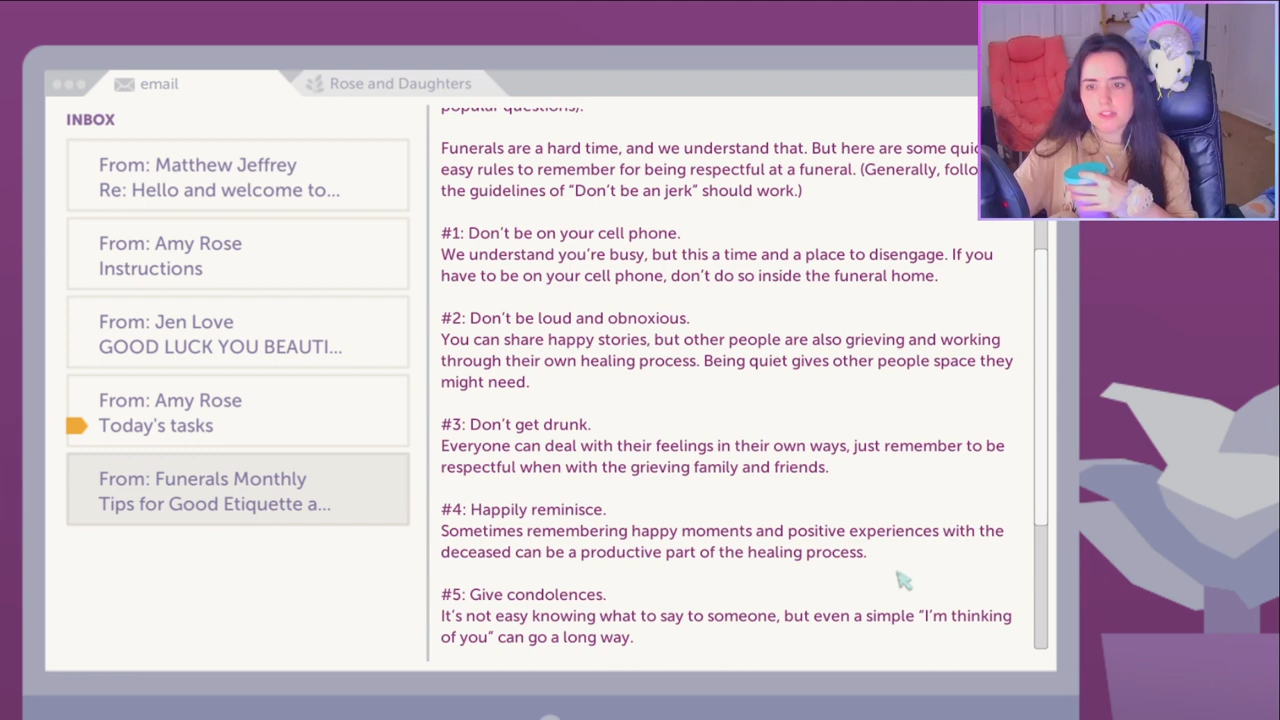 email
Rose and Daughters
INBOX
From: Matthew Jeffrey
Re: Hello and welcome to...
From: Amy Rose
Instructions
From: Jen Love
GOOD LUCK YOU BEAUTI...
From: Amy Rose
Today's tasks
From: Funerals Monthly
Tips for Good Etiquette a...
popular questions).
Funerals are a hard time, and we understand that. But here are some
easy rules to remember for being respectful at a funeral. (Generally,
the guidelines of “Don’t be an jerk” should work.)
#1: Don’t be on your cell phone.
We understand you’re busy, but this a time and a place to disengage. If you
have to be on your cell phone, don’t do so inside the funeral home.
#2: Don’t be loud and obnoxious.
You can share happy stories, but other people are also grieving and working
through their own healing process. Being quiet gives other people space they
might need.
#3: Don’t get drunk.
Everyone can deal with their feelings in their own ways, just remember to be
respectful when with the grieving family and friends.
#4: Happily reminisce.
Sometimes remembering happy moments and positive experiences with the
deceased can be a productive part of the healing process.
#5: Give condolences.
It’s not easy knowing what to say to someone, but even a simple “I’m thinking
of you” can go a long way.